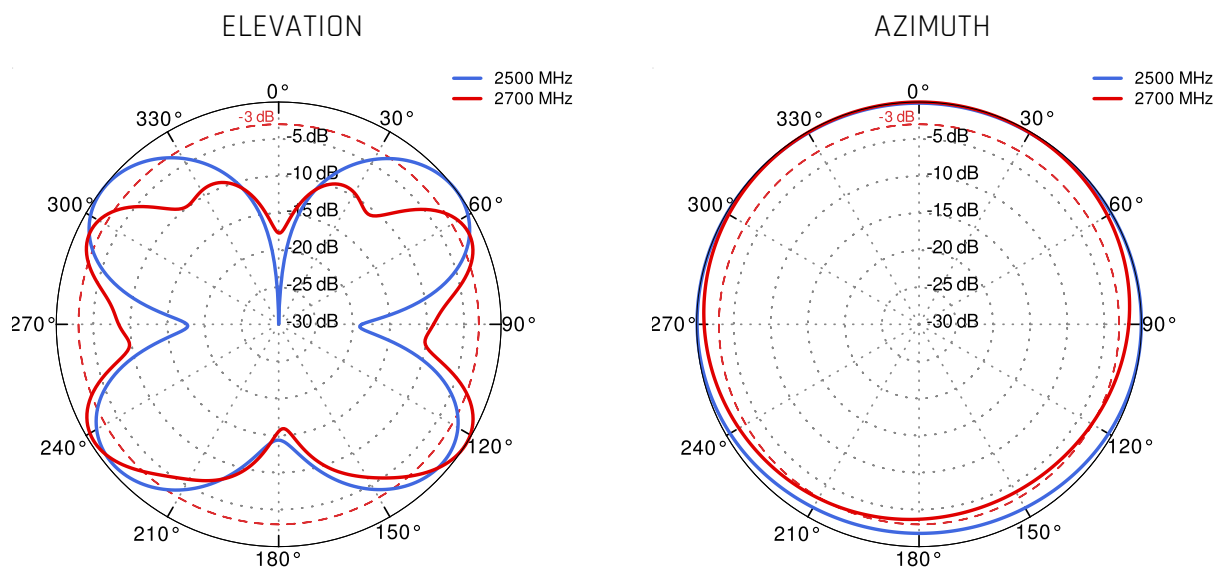 ELEVATION
2500 MHz
2700 MHz
0°
-3 dB
330°
30°
-5 dB
-10 dB
300°
-15 dB
60°
-20 dB
-25 dB
270°
-30 dB
90°
240°
120°
210°
150°
180°
AZIMUTH
2500 MHz
2700 MHz
0°
-3 dB
330°
30°
-5 dB
-10 dB
300°
-15 dB
60°
-20 dB
-25 dB
270°
-30 dB
90°
240°
120°
210°
150°
180°